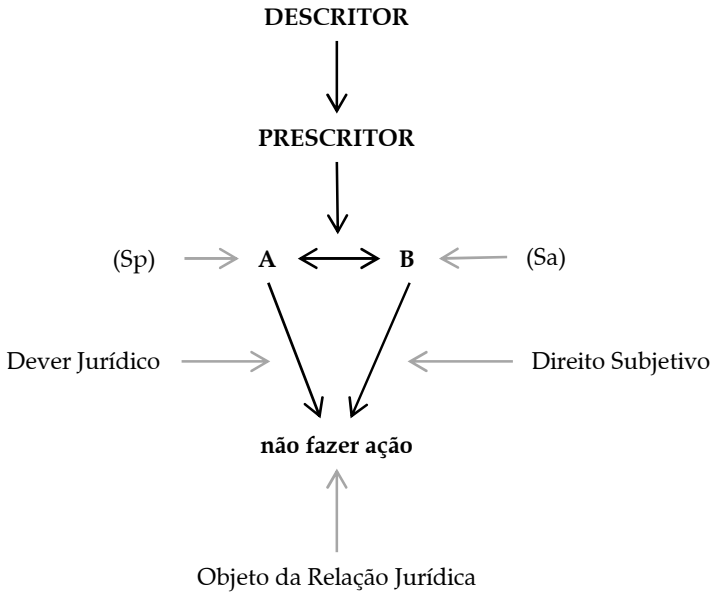 DESCRITOR
PRESCRITOR
(Sp) A B (Sa)
Dever Jurídico Direito Subjetivo
não fazer ação
Objeto da Relação Jurídica